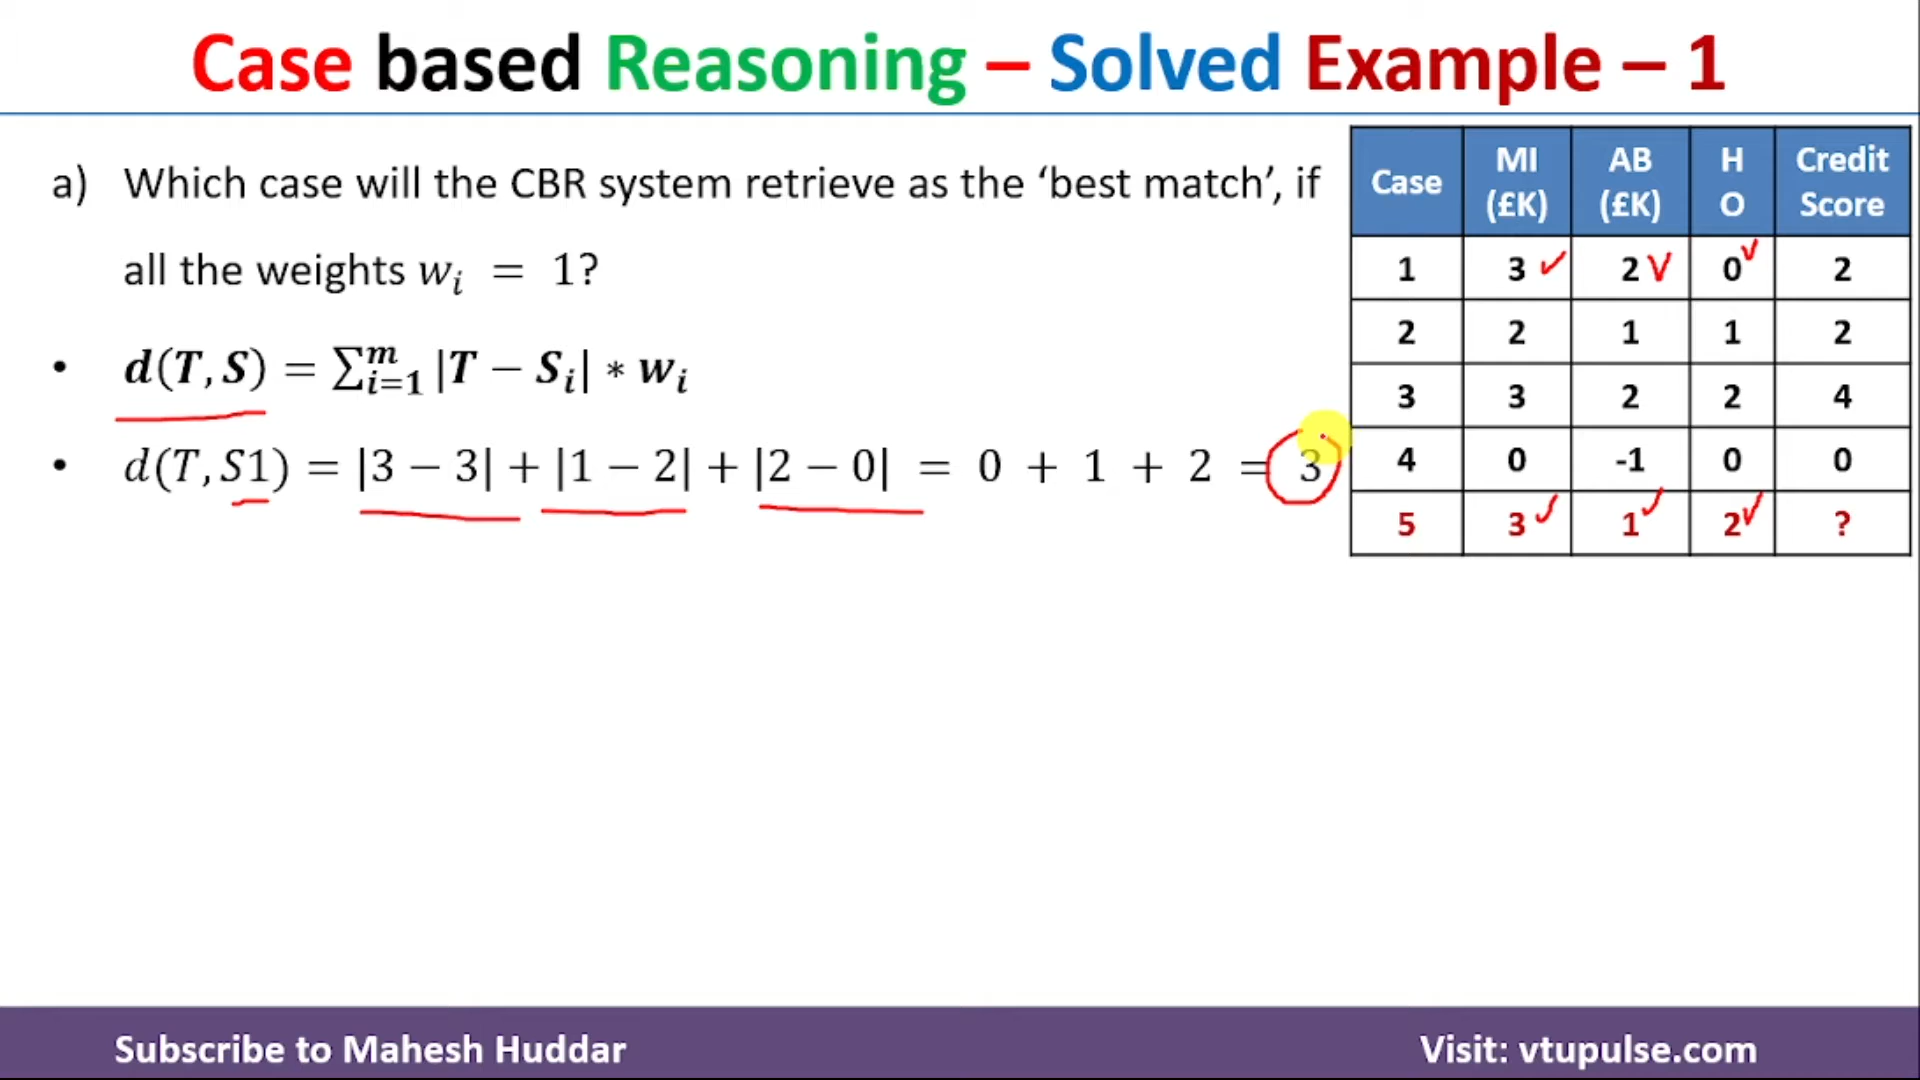 Case based Reasoning – Solved Example – 1
a) Which case will the CBR system retrieve as the ‘best match’, if
all the weights wᵢ = 1?
• d(T, S) = ∑ᵢ₌₁ᵐ |T − Sᵢ| ∗ wᵢ
• d(T, S1) = |3 − 3| + |1 − 2| + |2 − 0| = 0 + 1 + 2 = 3
Case MI (£K) AB (£K) H O Credit Score
1 3 2 0 2
2 2 1 1 2
3 3 2 2 4
4 0 -1 0 0
5 3 1 2 ?
Subscribe to Mahesh Huddar
Visit: vtupulse.com